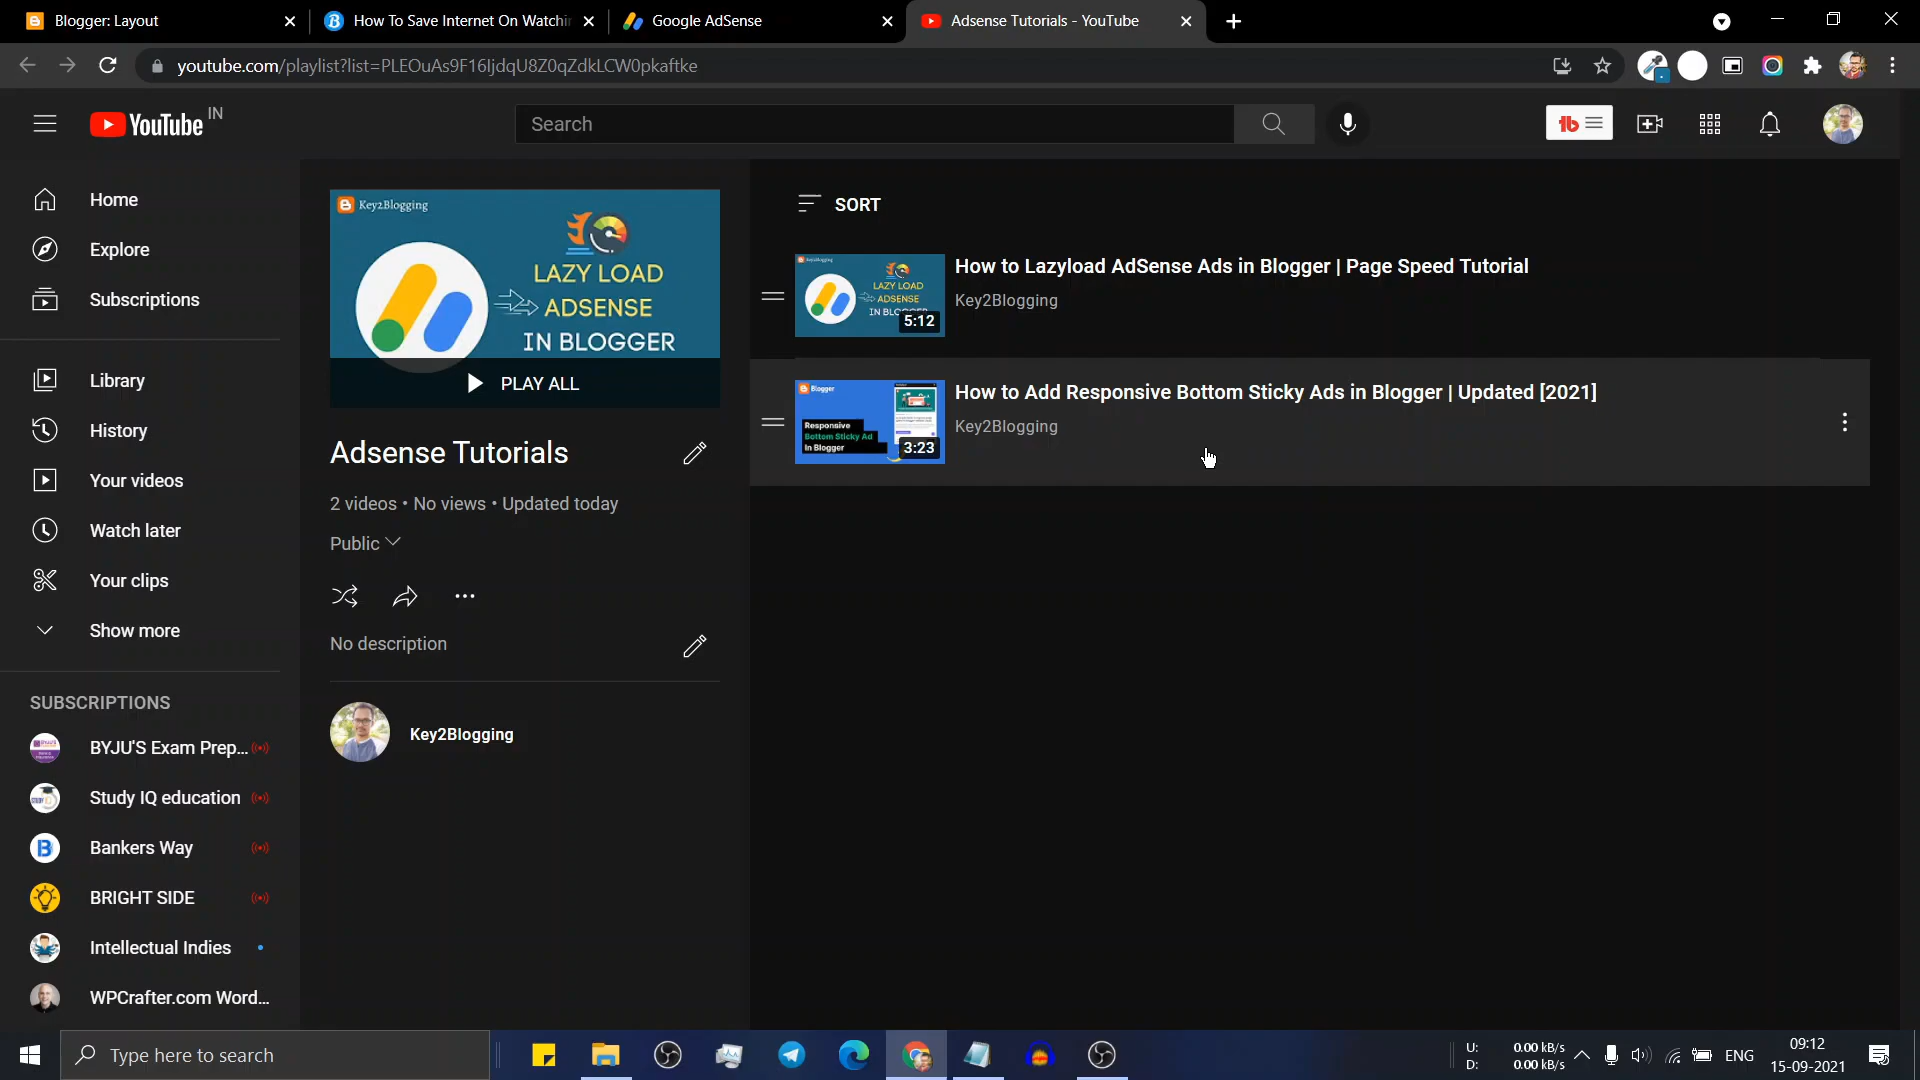 Blogger: Layout
How To Save Internet On Watchin
Google AdSense
Adsense Tutorials - YouTube
youtube.com/playlist?list=PLEOuAs9F16IjdqU8Z0qZdkLCW0pkaftke
YouTube IN
Search
Home
Explore
Subscriptions
Library
History
Your videos
Watch later
Your clips
Show more
SUBSCRIPTIONS
BYJU'S Exam Prep...
Study IQ education
Bankers Way
BRIGHT SIDE
Intellectual Indies
WPCrafter.com Word...
Key2Blogging
LAZY LOAD
ADSENSE
IN BLOGGER
PLAY ALL
Adsense Tutorials
2 videos • No views • Updated today
Public
No description
Key2Blogging
SORT
LAZY LOAD
ADSENSE
5:12
How to Lazyload AdSense Ads in Blogger | Page Speed Tutorial
Key2Blogging
Blogger
Responsive
Bottom Sticky Ad
In Blogger
3:23
How to Add Responsive Bottom Sticky Ads in Blogger | Updated [2021]
Key2Blogging
Type here to search
U: 0.00 kB/s
D: 0.00 kB/s
ENG
09:12
15-09-2021